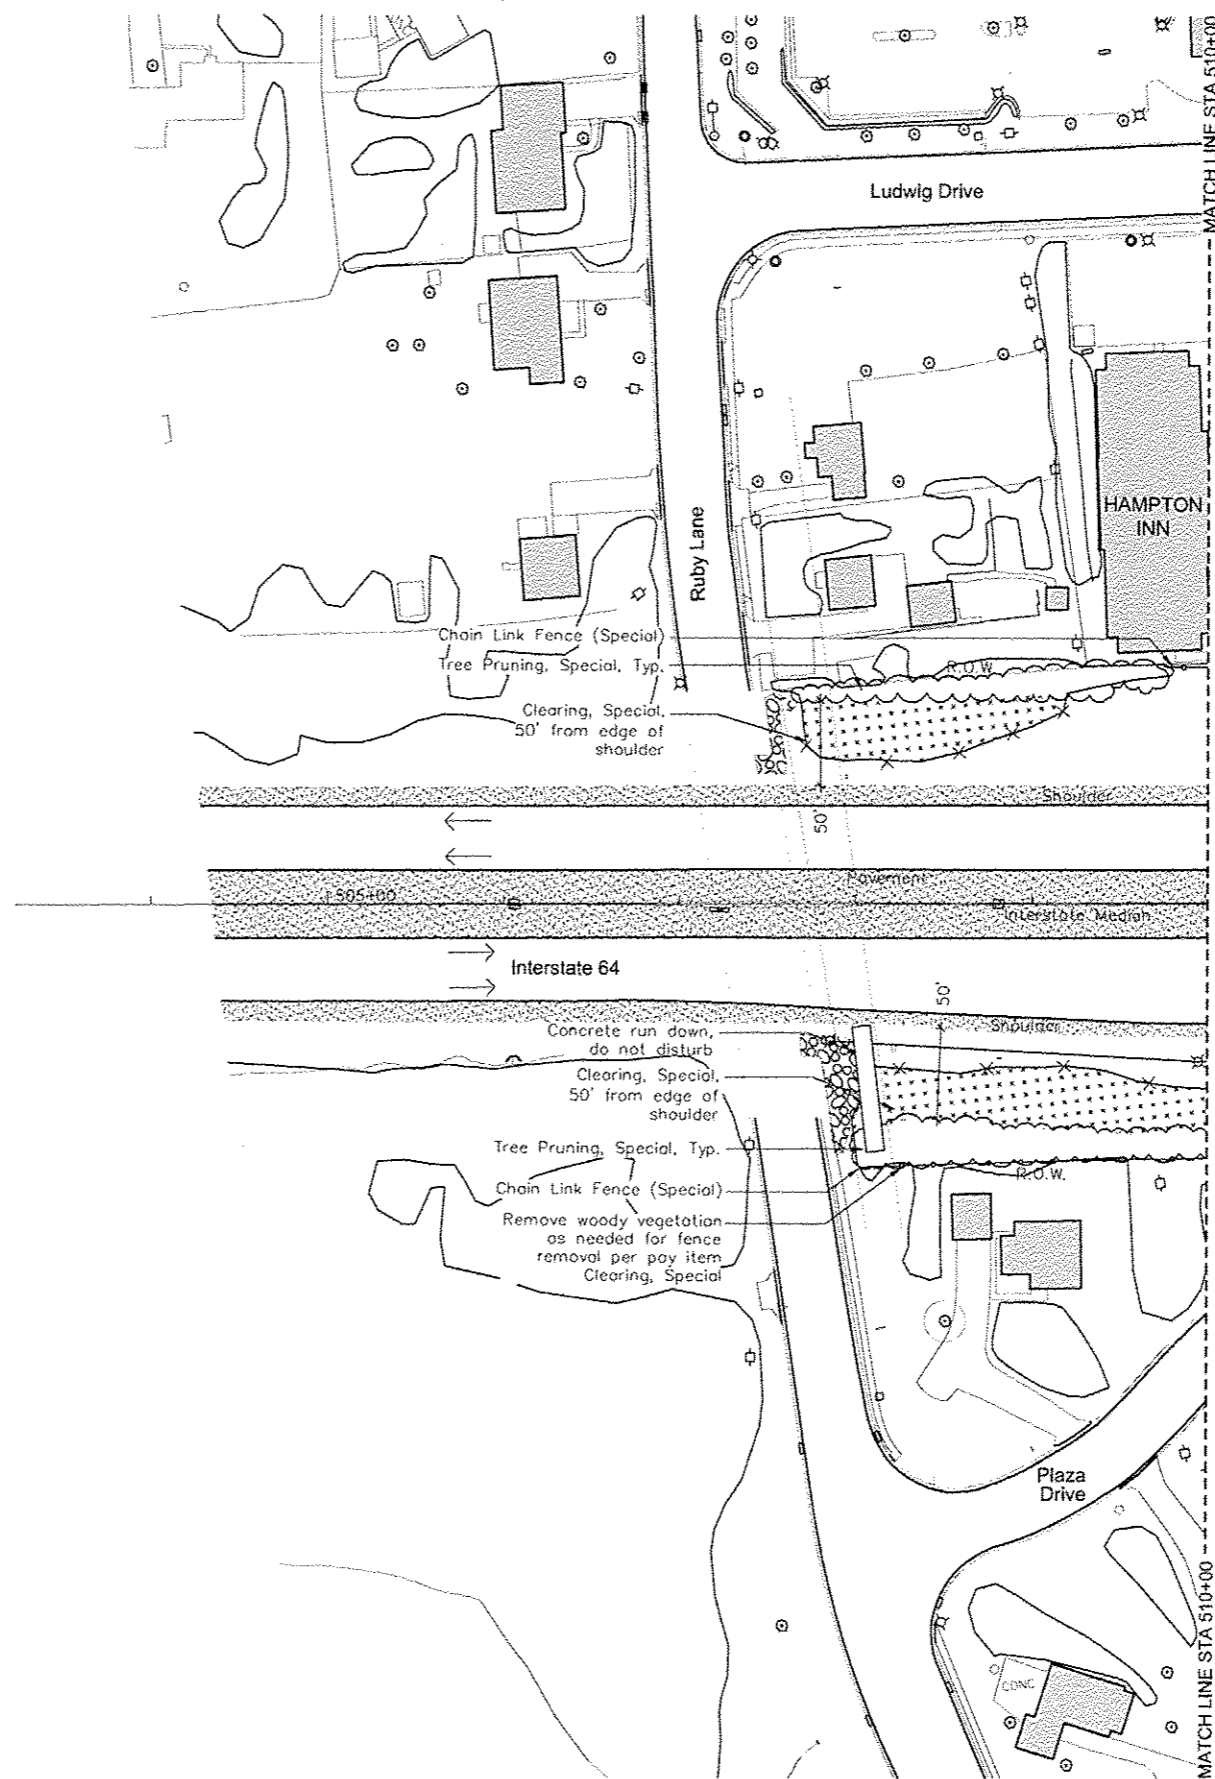 MATCH LINE STA 510+00
Ludwig Drive
HAMPTON
INN
Ruby Lane
Chain Link Fence (Special)
Tree Pruning, Special, Typ.
R.O.W.
Clearing, Special,
50' from edge of
shoulder
Shoulder
50'
Pavement
505+00
Interstate Median
Interstate 64
50'
Shoulder
Concrete run down,
do not disturb
Clearing, Special,
50' from edge of
shoulder
Tree Pruning, Special, Typ.
R.O.W.
Chain Link Fence (Special)
Remove woody vegetation
as needed for fence
removal per pay item
Clearing, Special
Plaza
Drive
CONC
MATCH LINE STA 510+00